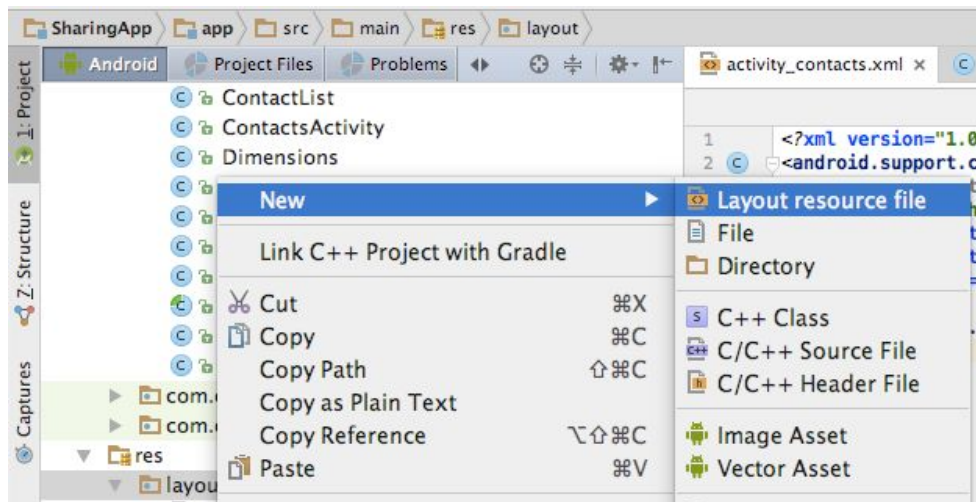 SharingApp app src main res layout
Android Project Files Problems activity_contacts.xml
1: Project
Z: Structure
Captures
ContactList
ContactsActivity
Dimensions
com.
com.
res
layou
1 <?xml version="1.0
2 <android.support.c
New
Link C++ Project with Gradle
Cut ⌘X
Copy ⌘C
Copy Path ⇧⌘C
Copy as Plain Text
Copy Reference ⌥⇧⌘C
Paste ⌘V
Layout resource file
File
Directory
C++ Class
C/C++ Source File
C/C++ Header File
Image Asset
Vector Asset